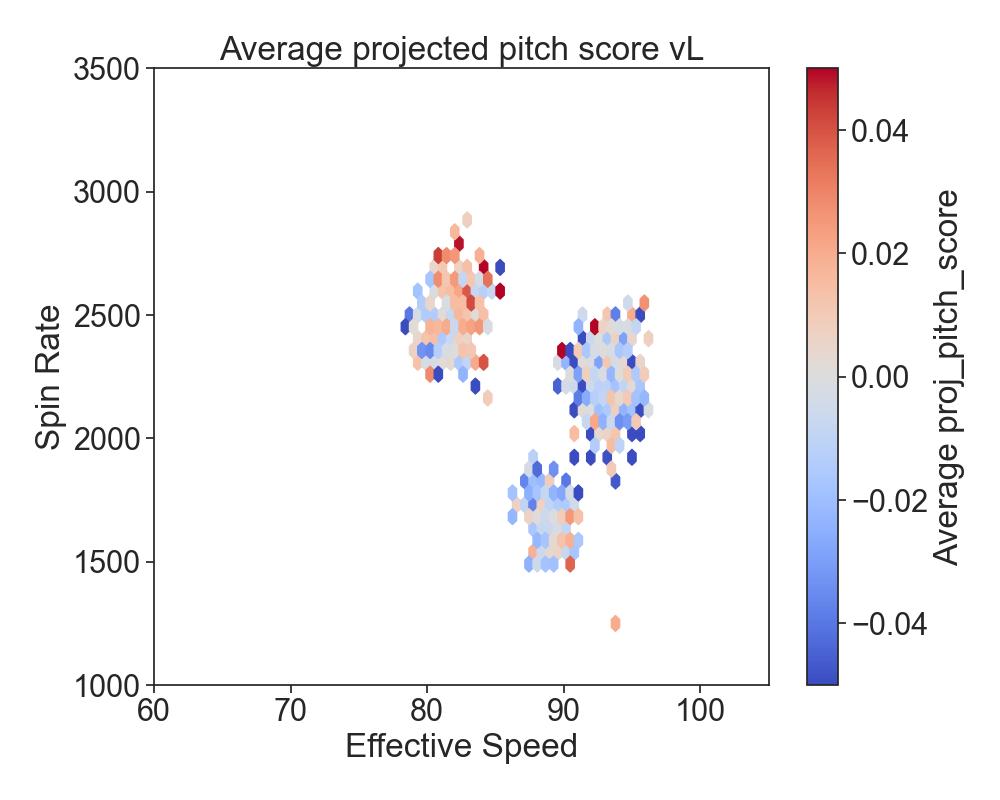 Average projected pitch score vL
3500
3000
2500
2000
1500
1000
Spin Rate
60 70 80 90 100
Effective Speed
0.04
0.02
0.00
−0.02
−0.04
Average proj_pitch_score